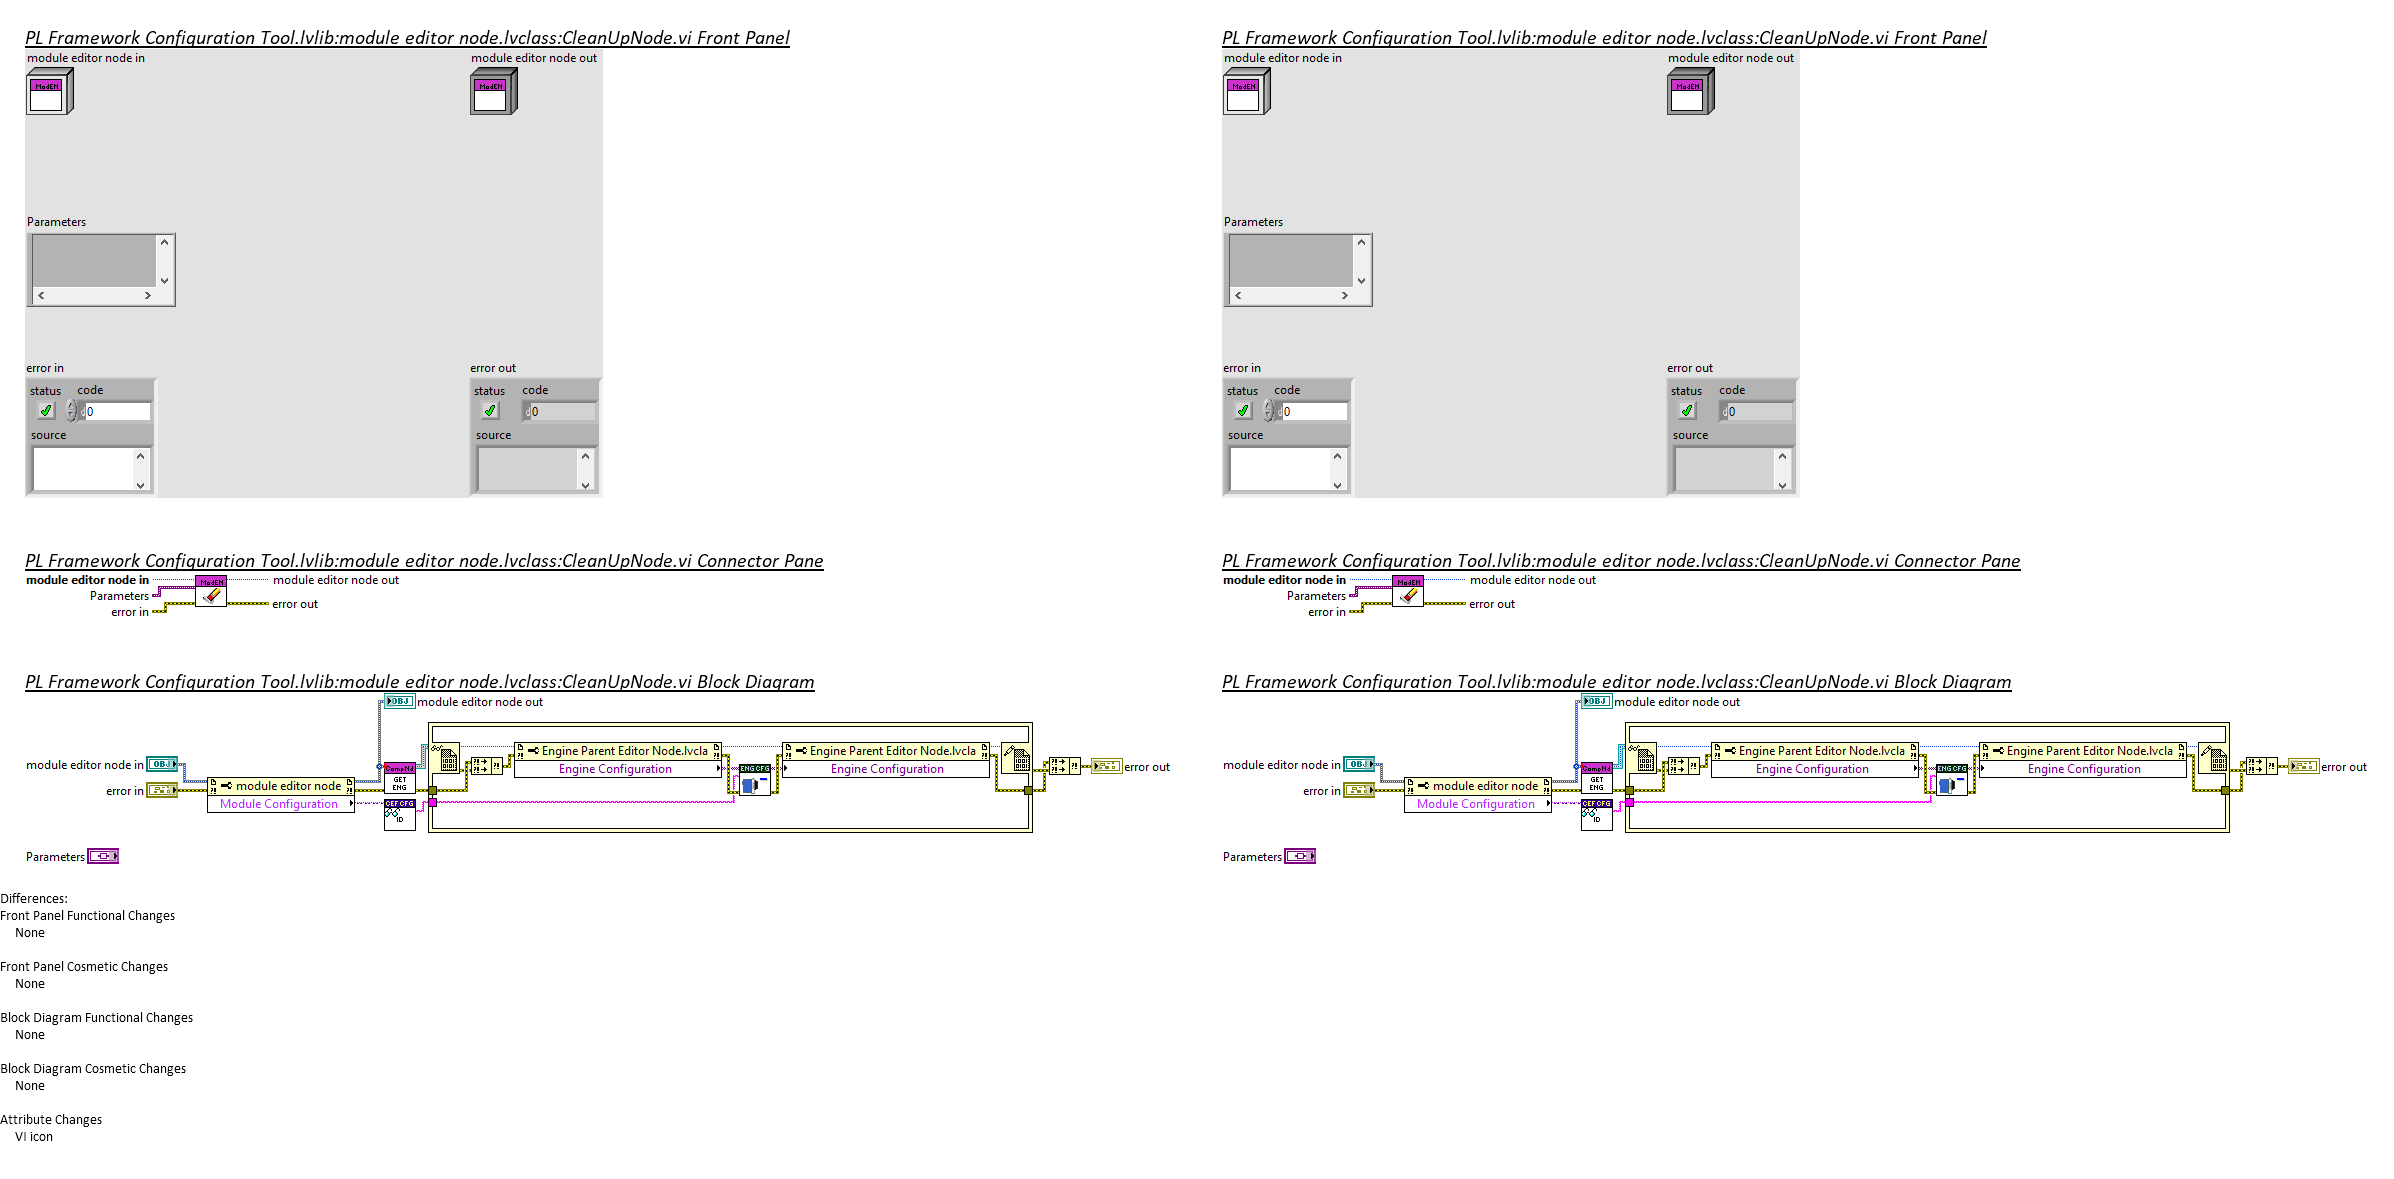 PL Framework Configuration Tool.lvlib:module editor node.lvclass:CleanUpNode.vi Front Panel
module editor node in
module editor node out
ModEN
ModEN
Parameters
error in
error out
status code
0
source
status code
0
source
PL Framework Configuration Tool.lvlib:module editor node.lvclass:CleanUpNode.vi Connector Pane
module editor node in
ModEN
module editor node out
Parameters
error in
error out
PL Framework Configuration Tool.lvlib:module editor node.lvclass:CleanUpNode.vi Block Diagram
OBJ
module editor node out
module editor node in
OBJ
error in
module editor node
Module Configuration
GET
ENG
CEF CFG
ID
Engine Parent Editor Node.lvcla
Engine Configuration
ENG CFG
Engine Parent Editor Node.lvcla
Engine Configuration
error out
Parameters
Differences:
Front Panel Functional Changes
None
Front Panel Cosmetic Changes
None
Block Diagram Functional Changes
None
Block Diagram Cosmetic Changes
None
Attribute Changes
VI icon
PL Framework Configuration Tool.lvlib:module editor node.lvclass:CleanUpNode.vi Front Panel
module editor node in
module editor node out
ModEN
ModEN
Parameters
error in
error out
status code
0
source
status code
0
source
PL Framework Configuration Tool.lvlib:module editor node.lvclass:CleanUpNode.vi Connector Pane
module editor node in
ModEN
module editor node out
Parameters
error in
error out
PL Framework Configuration Tool.lvlib:module editor node.lvclass:CleanUpNode.vi Block Diagram
OBJ
module editor node out
module editor node in
OBJ
error in
module editor node
Module Configuration
GET
ENG
CEF CFG
ID
Engine Parent Editor Node.lvcla
Engine Configuration
ENG CFG
Engine Parent Editor Node.lvcla
Engine Configuration
error out
Parameters